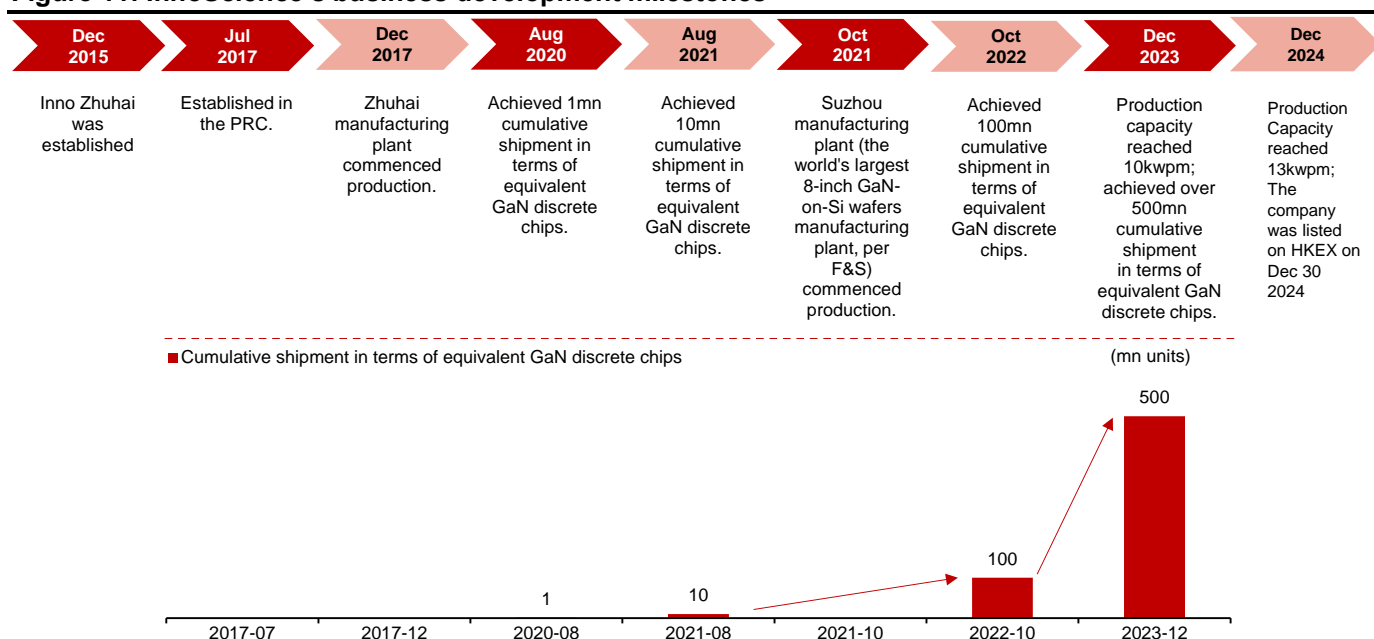 Figure InnoScience's business development milestones
Dec
2015
Jul
2017
Dec
2017
Aug
2020
Aug
2021
Oct
2021
Oct
2022
Dec
2023
Dec
2024
Inno Zhuhai
was
established
Established in
the PRC.
Zhuhai
manufacturing
plant
commenced
production.
Achieved 1mn
cumulative
shipment in
terms of
equivalent
GaN discrete
chips.
Achieved
10mn
cumulative
shipment in
terms of
equivalent
GaN discrete
chips.
Suzhou
manufacturing
plant (the
world's largest
8-inch GaN-
on-Si wafers
manufacturing
plant, per
F&S)
commenced
production.
Achieved
100mn
cumulative
shipment in
terms of
equivalent
GaN discrete
chips.
Production
capacity
reached
10kwpm;
achieved over
500mn
cumulative
shipment
in terms of
equivalent GaN
discrete chips.
Production
Capacity
reached
13kwpm;
The
company
was listed
on HKEX on
Dec 30
2024
Cumulative shipment in terms of equivalent GaN discrete chips
(mn units)
1
10
100
500
2017-07
2017-12
2020-08
2021-08
2021-10
2022-10
2023-12